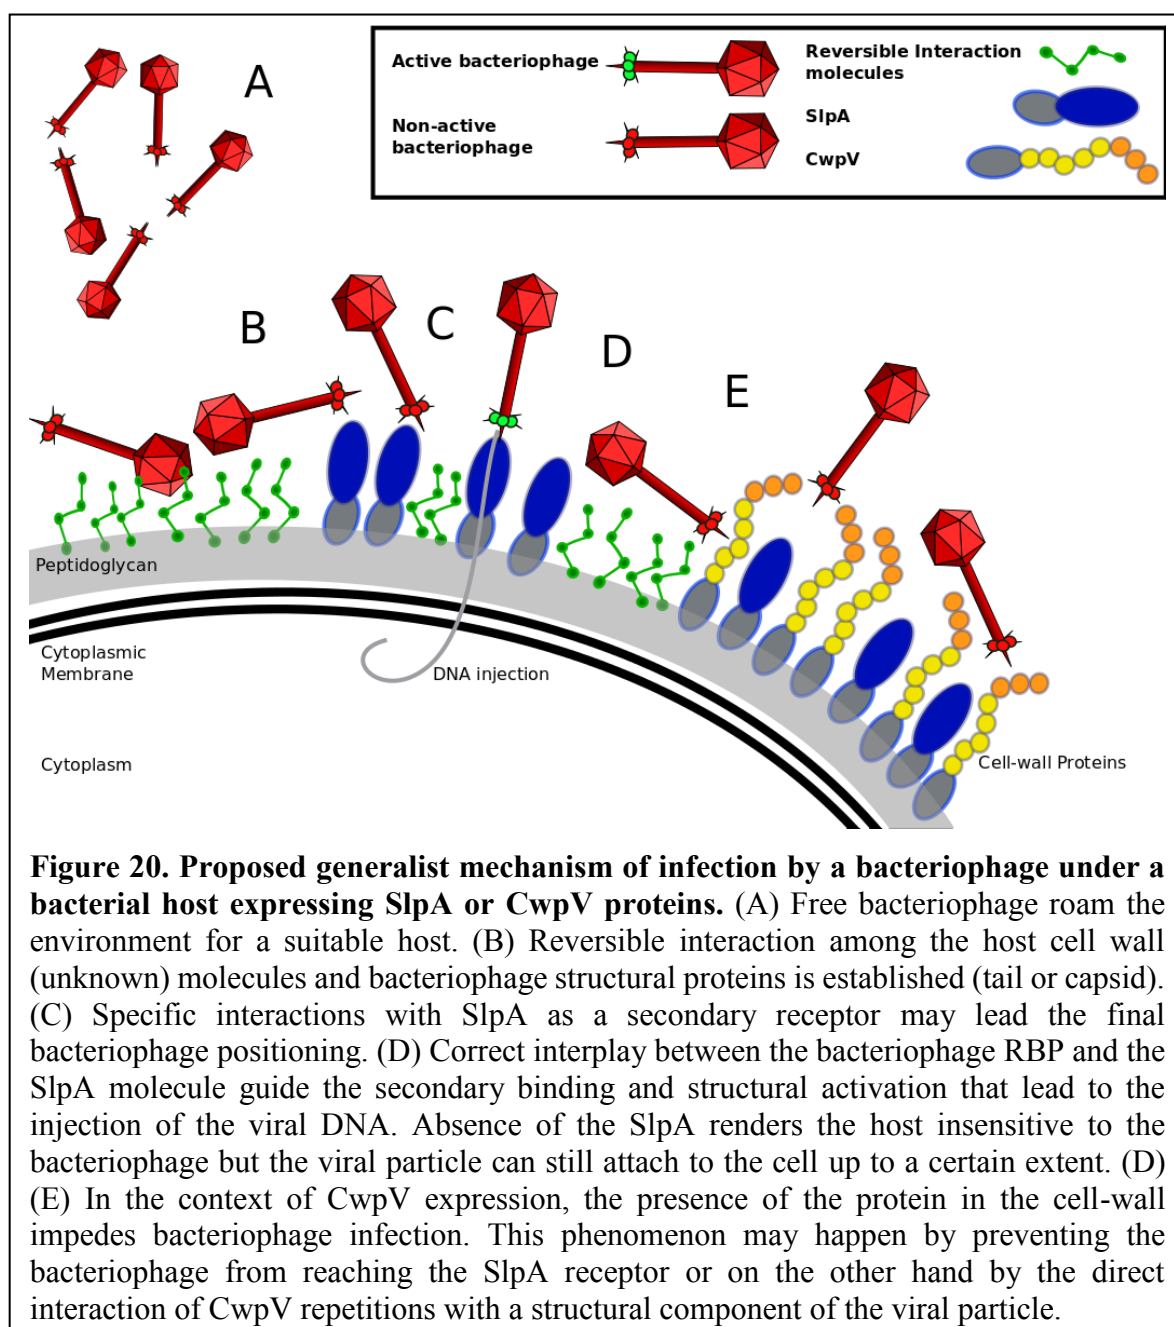 A
Active bacteriophage
Non-active
bacteriophage
Reversible Interaction
molecules
SlpA
CwpV
B
C
D
E
Peptidoglycan
Cytoplasmic
Membrane
DNA injection
Cytoplasm
Cell-wall Proteins
Figure 20. Proposed generalist mechanism of infection by a bacteriophage under a
bacterial host expressing SlpA or CwpV proteins. (A) Free bacteriophage roam the
environment for a suitable host. (B) Reversible interaction among the host cell wall
(unknown) molecules and bacteriophage structural proteins is established (tail or capsid).
(C) Specific interactions with SlpA as a secondary receptor may lead the final
bacteriophage positioning. (D) Correct interplay between the bacteriophage RBP and the
SlpA molecule guide the secondary binding and structural activation that lead to the
injection of the viral DNA. Absence of the SlpA renders the host insensitive to the
bacteriophage but the viral particle can still attach to the cell up to a certain extent. (D)
(E) In the context of CwpV expression, the presence of the protein in the cell-wall
impedes bacteriophage infection. This phenomenon may happen by preventing the
bacteriophage from reaching the SlpA receptor or on the other hand by the direct
interaction of CwpV repetitions with a structural component of the viral particle.